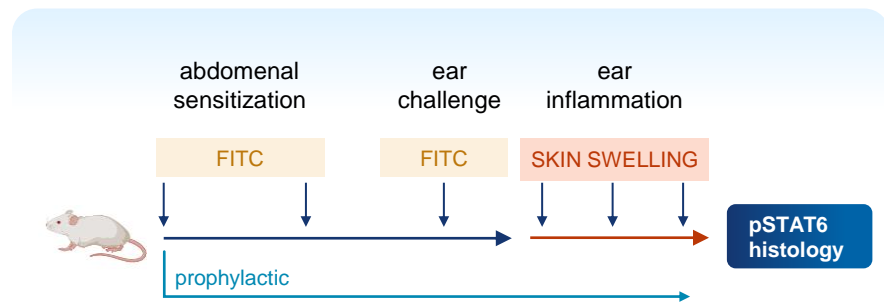 abdomenal
sensitization
ear
challenge
ear
inflammation
FITC
FITC
SKIN SWELLING
pSTAT6
histology
prophylactic